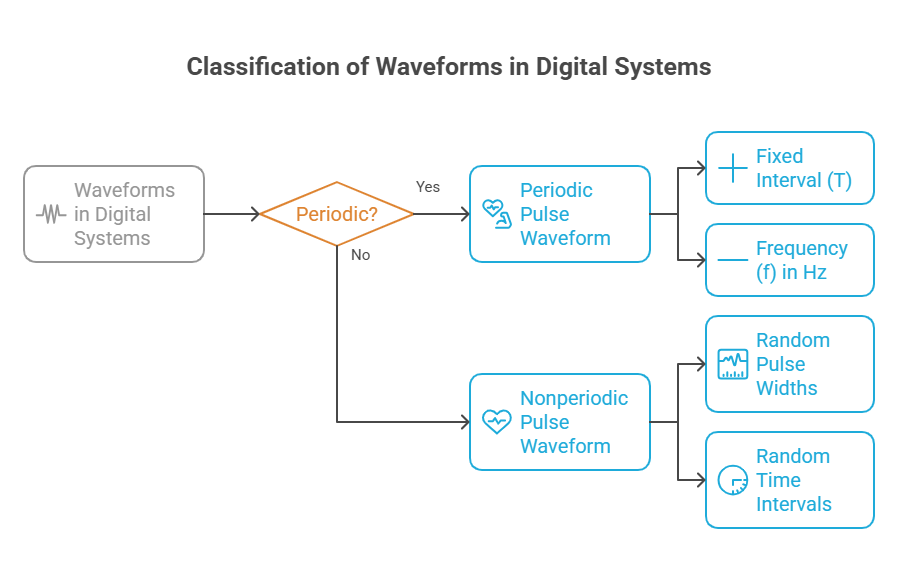 Classification of Waveforms in Digital Systems
Waveforms
in Digital
Systems
Periodic?
Yes
No
Periodic
Pulse
Waveform
Fixed
Interval (T)
Frequency
(f) in Hz
Nonperiodic
Pulse
Waveform
Random
Pulse
Widths
Random
Time
Intervals